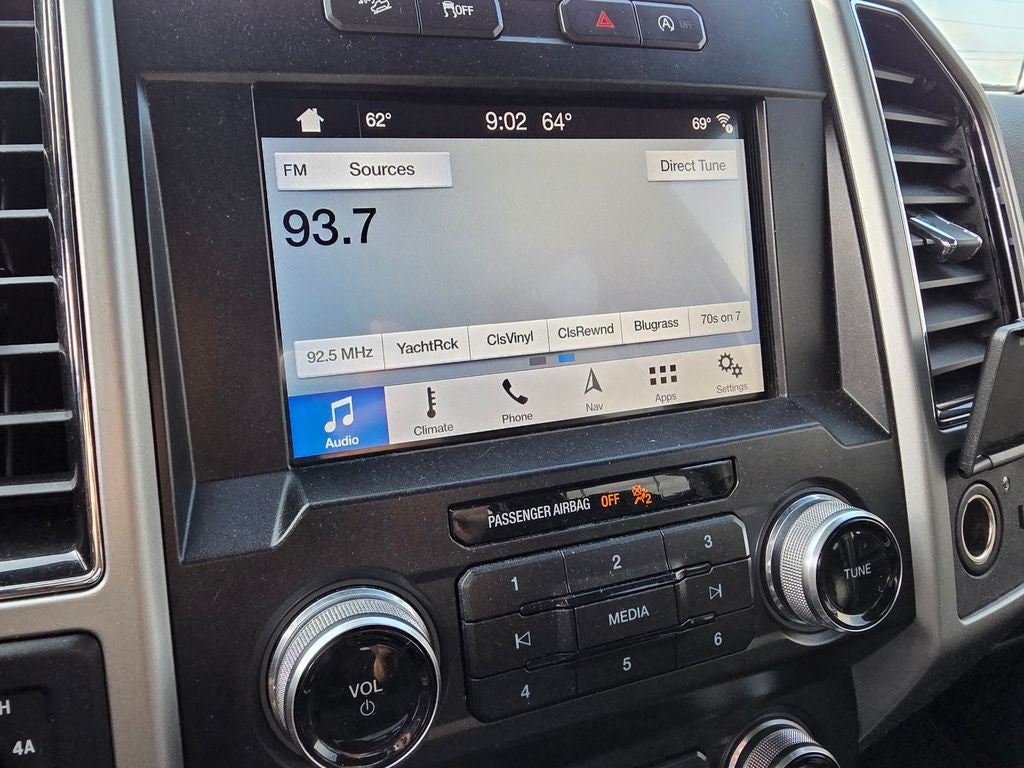 OFF
OFF
62° 9:02 64° 69°
FM Sources Direct Tune
93.7
92.5 MHz YachtRck ClsVinyl ClsRewnd Blugrass 70s on 7
Audio Climate Phone Nav Apps Settings
PASSENGER AIRBAG OFF 2
1 2 3
MEDIA
4 5 6
VOL
TUNE
H
4A